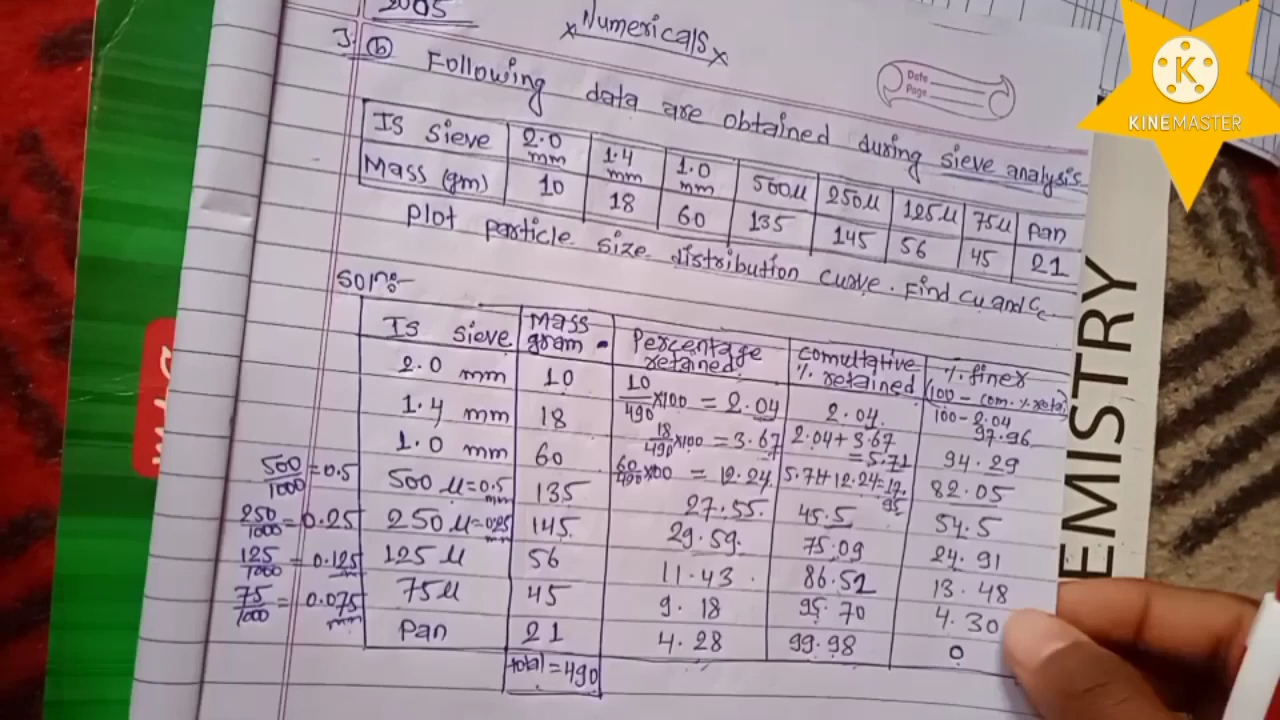 2005
× Numericals ×
Date
Page
3. (b) Following data are obtained during sieve analysis.
Is sieve 2.0 mm 1.4 mm 1.0 mm 500μ 250μ 125μ 75μ Pan
Mass (gm) 10 18 60 135 145 56 45 21
Plot particle size distribution curve. Find Cu and Cc
Soln:-
Is sieve Mass gram Percentage retained Comultative % retained % finer (100 - com. % retai)
2.0 mm 10 10/490 ×100 = 2.04 2.04 100-2.04 97.96
1.4 mm 18 18/490 ×100 = 3.67 2.04+3.67 = 5.71 94.29
1.0 mm 60 60/490 ×100 = 12.24 5.71+12.24=17.95 82.05
500/1000 = 0.5 500 μ=0.5 mm 135 27.55 45.5 54.5
250/1000 = 0.25 250 μ=0.25 mm 145 29.59 75.09 24.91
125/1000 = 0.125 125 μ 56 11.43 86.52 13.48
75/1000 = 0.075 mm 75μ 45 9.18 95.70 4.30
Pan 21 4.28 99.98 0
total = 490
K
KINEMASTER
EMISTRY